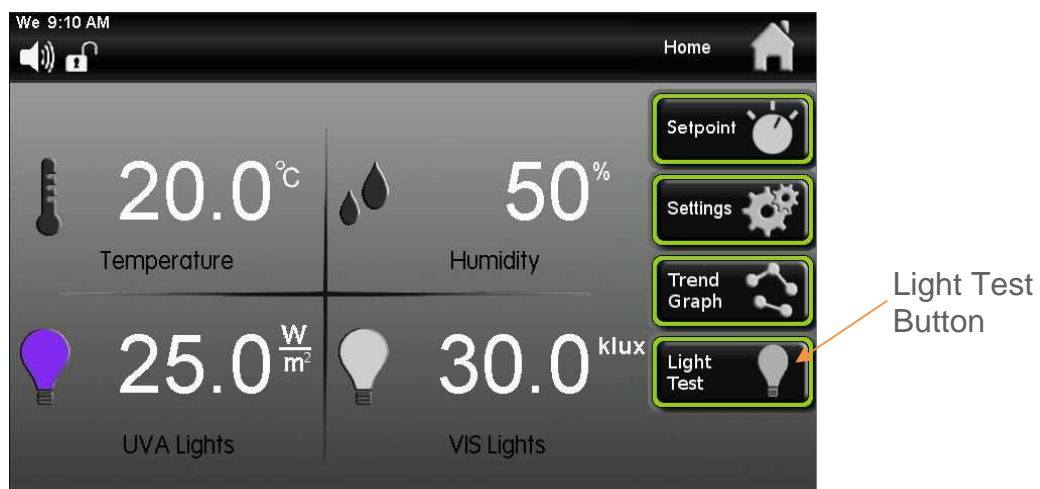 We 9:10 AM
Home
Setpoint
20.0°C
50%
Settings
Temperature
Humidity
Trend
Graph
Light Test
Button
25.0 W/m²
30.0 klux
Light
Test
UVA Lights
VIS Lights